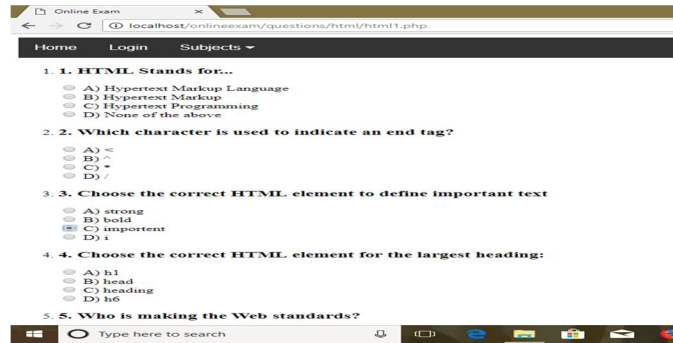 Online Exam
localhost/onlineexam/questions/html/html1.php
Home Login Subjects
1. 1. HTML Stands for...
A) Hypertext Markup Language
B) Hypertext Markup
C) Hypertext Programming
D) None of the above
2. 2. Which character is used to indicate an end tag?
A) <
B) ^
C) *
D) /
3. 3. Choose the correct HTML element to define important text
A) strong
B) bold
C) importent
D) i
4. 4. Choose the correct HTML element for the largest heading:
A) h1
B) head
C) heading
D) h6
5. 5. Who is making the Web standards?
Type here to search